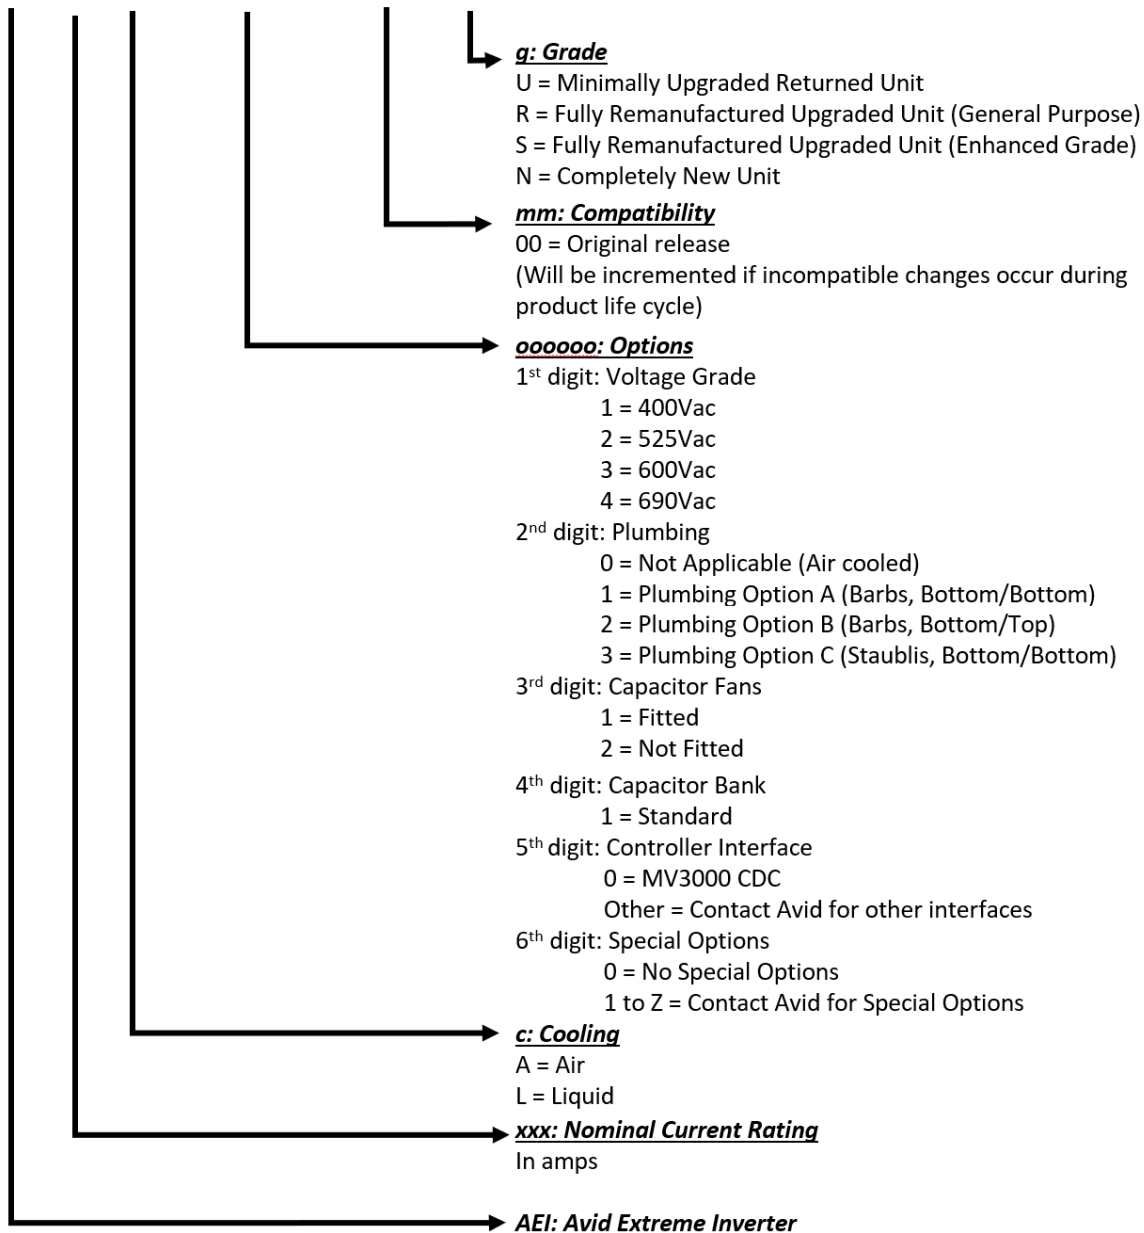 g: Grade
U = Minimally Upgraded Returned Unit
R = Fully Remanufactured Upgraded Unit (General Purpose)
S = Fully Remanufactured Upgraded Unit (Enhanced Grade)
N = Completely New Unit
mm: Compatibility
00 = Original release
(Will be incremented if incompatible changes occur during
product life cycle)
oooooo: Options
1st digit: Voltage Grade
1 = 400Vac
2 = 525Vac
3 = 600Vac
4 = 690Vac
2nd digit: Plumbing
0 = Not Applicable (Air cooled)
1 = Plumbing Option A (Barbs, Bottom/Bottom)
2 = Plumbing Option B (Barbs, Bottom/Top)
3 = Plumbing Option C (Staublis, Bottom/Bottom)
3rd digit: Capacitor Fans
1 = Fitted
2 = Not Fitted
4th digit: Capacitor Bank
1 = Standard
5th digit: Controller Interface
0 = MV3000 CDC
Other = Contact Avid for other interfaces
6th digit: Special Options
0 = No Special Options
1 to Z = Contact Avid for Special Options
c: Cooling
A = Air
L = Liquid
xxx: Nominal Current Rating
In amps
AEI: Avid Extreme Inverter